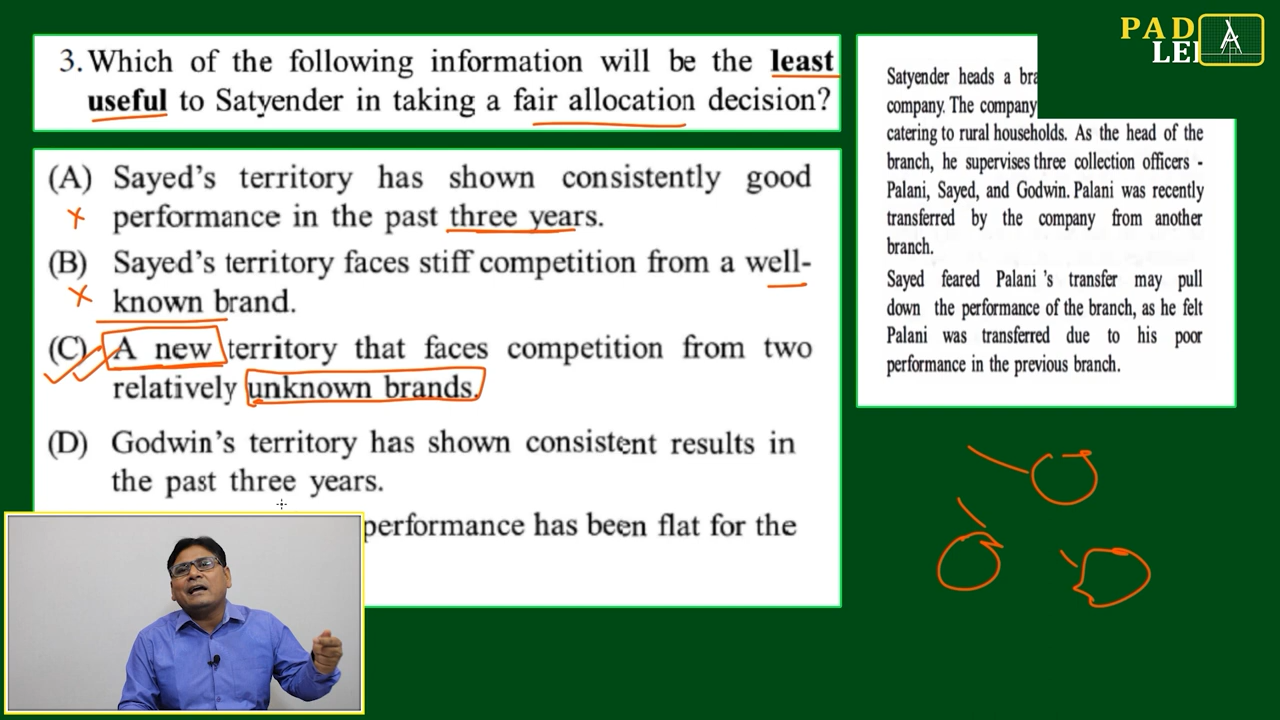 3. Which of the following information will be the least
useful to Satyender in taking a fair allocation decision?
(A) Sayed's territory has shown consistently good
performance in the past three years.
(B) Sayed's territory faces stiff competition from a well-
known brand.
(C) A new territory that faces competition from two
relatively unknown brands.
(D) Godwin's territory has shown consistent results in
the past three years.
performance has been flat for the
PAD
LE
Satyender heads a
company. The company
catering to rural households. As the head of the
branch, he supervises three collection officers -
Palani, Sayed, and Godwin. Palani was recently
transferred by the company from another
branch.
Sayed feared Palani 's transfer may pull
down the performance of the branch, as he felt
Palani was transferred due to his poor
performance in the previous branch.